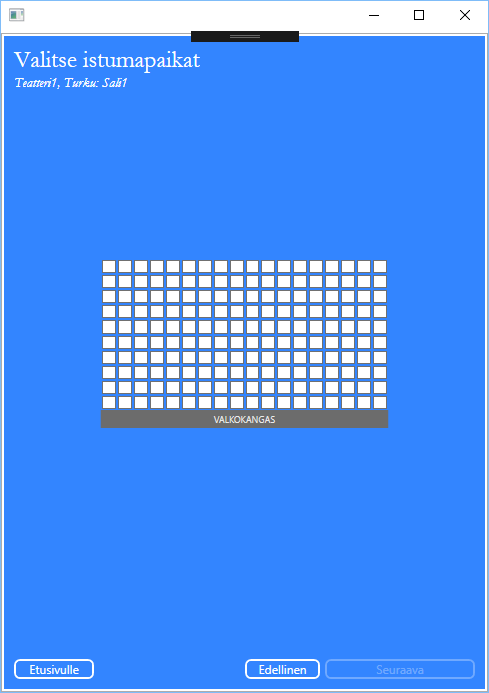 Valitse istumapaikat
Teatteri1, Turku: Sali1
VALKOKANGAS
Etusivulle
Edellinen
Seuraava